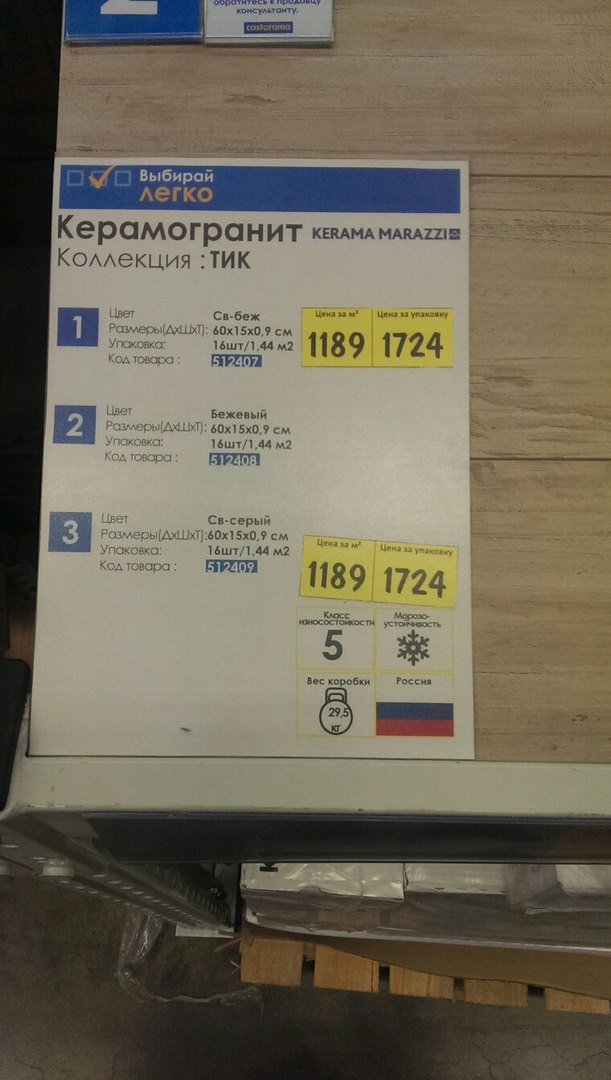 обратитесь к продавцу
консультанту.
castorama
Выбирай
легко
Керамогранит KERAMA MARAZZI
Коллекция : ТИК
1
Цвет Св-беж
Размеры(ДхШхТ): 60х15х0,9 см
Упаковка: 16шт/1,44 м2
Код товара : 512407
Цена за м² Цена за упаковку
1189 1724
2
Цвет Бежевый
Размеры(ДхШхТ): 60х15х0,9 см
Упаковка: 16шт/1,44 м2
Код товара : 512408
3
Цвет Св-серый
Размеры(ДхШхТ): 60х15х0,9 см
Упаковка: 16шт/1,44 м2
Код товара : 512409
Цена за м² Цена за упаковку
1189 1724
Класс
износостойкости
5
Морозо-
устойчивость
Вес коробки
29,5
кг
Россия